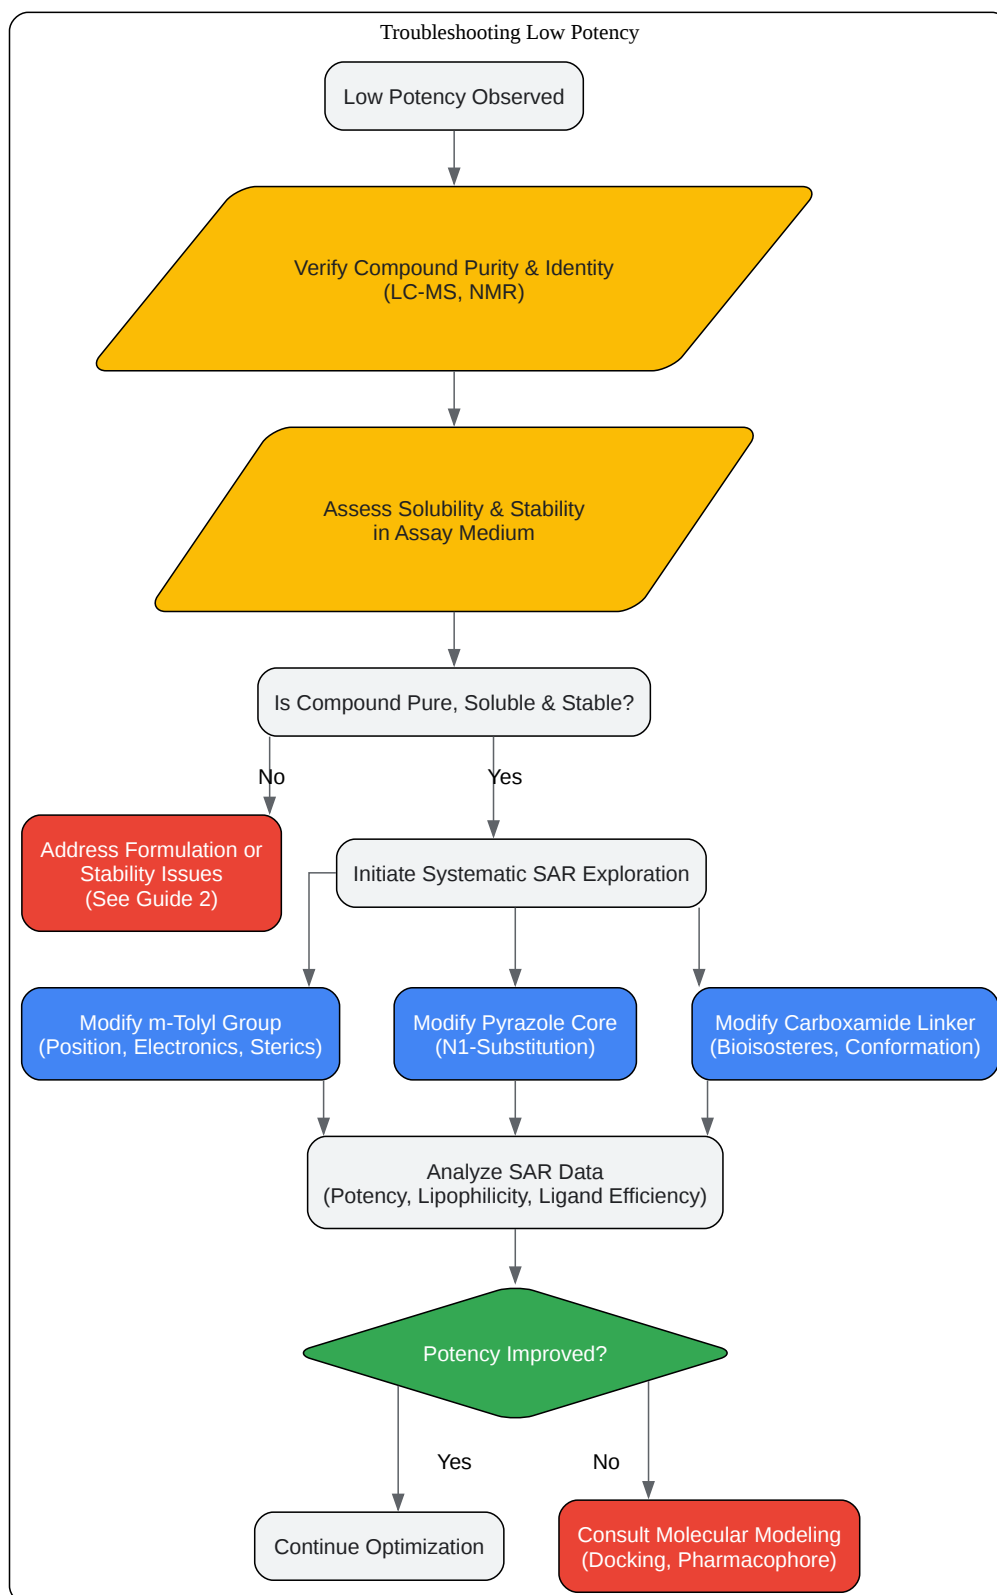 Troubleshooting Low Potency
Low Potency Observed
Verify Compound Purity & Identity
(LC-MS, NMR)
Assess Solubility & Stability
in Assay Medium
Is Compound Pure, Soluble & Stable?
No
Yes
Address Formulation or
Stability Issues
(See Guide 2)
Initiate Systematic SAR Exploration
Modify m-Tolyl Group
(Position, Electronics, Sterics)
Modify Pyrazole Core
(N1-Substitution)
Modify Carboxamide Linker
(Bioisosteres, Conformation)
Analyze SAR Data
(Potency, Lipophilicity, Ligand Efficiency)
Potency Improved?
Yes
No
Continue Optimization
Consult Molecular Modeling
(Docking, Pharmacophore)